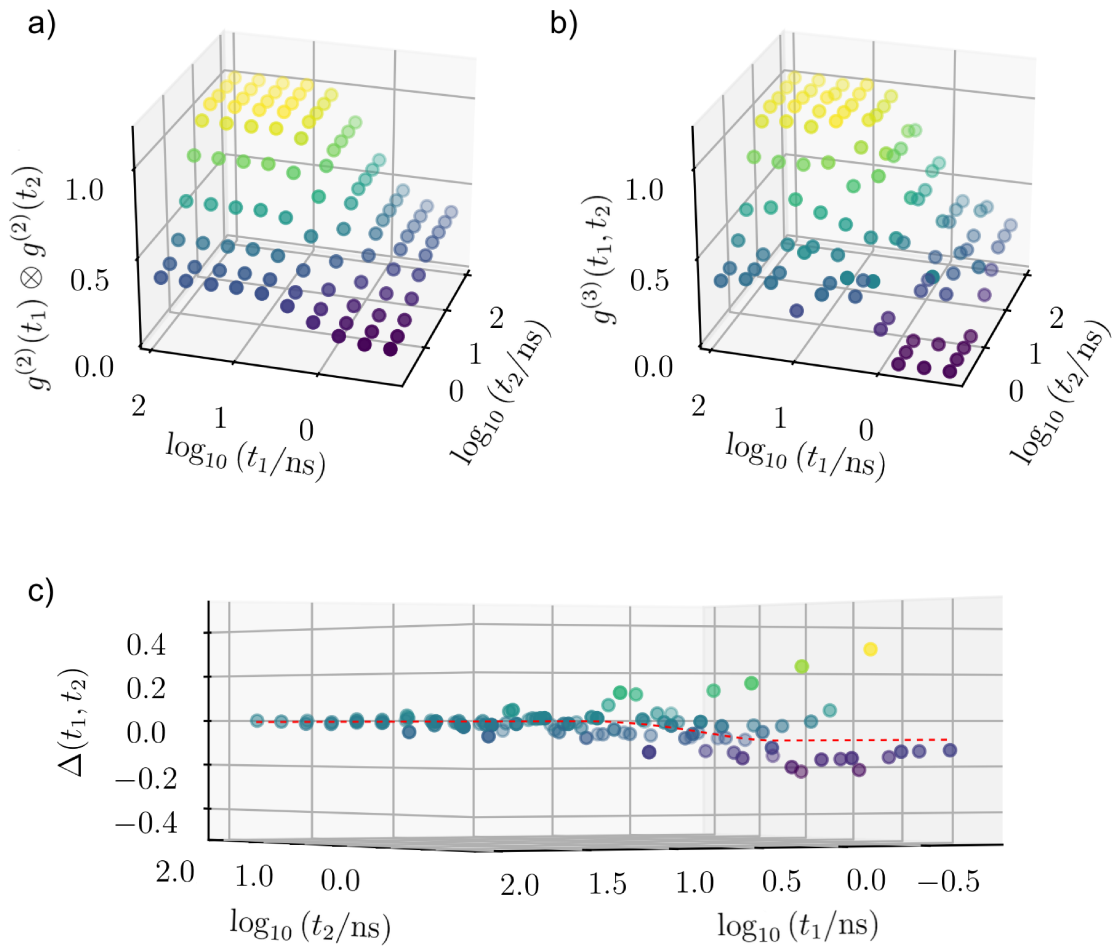 a)
1.0
0.5
0.0
g^{(2)}(t_1) ⊗ g^{(2)}(t_2)
2
1
0
log_{10} (t_1/ns)
0
1
2
log_{10} (t_2/ns)
b)
1.0
0.5
0.0
g^{(3)}(t_1, t_2)
2
1
0
log_{10} (t_1/ns)
0
1
2
log_{10} (t_2/ns)
c)
0.4
0.2
0.0
−0.2
−0.4
Δ(t_1, t_2)
2.0 1.0 0.0
log_{10} (t_2/ns)
2.0 1.5 1.0 0.5 0.0 −0.5
log_{10} (t_1/ns)